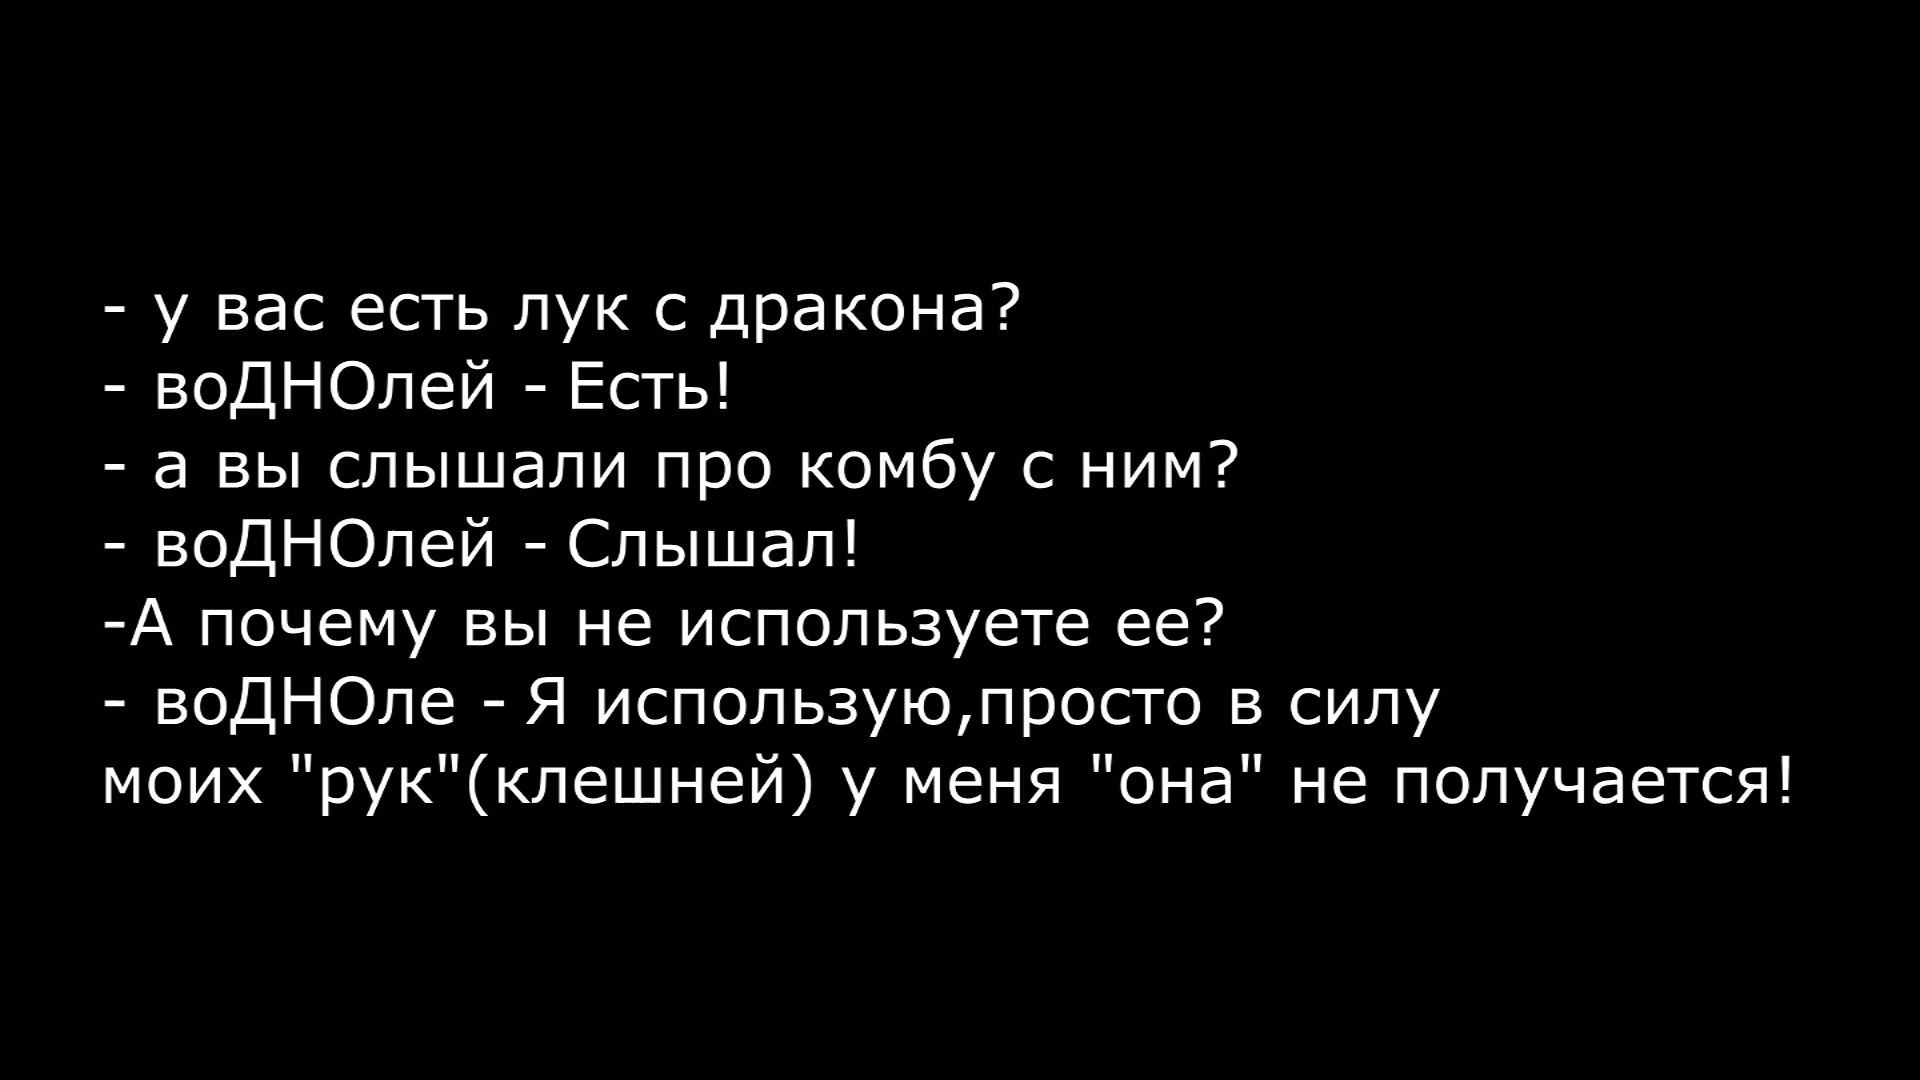 - у вас есть лук с дракона?
- воДНОлей - Есть!
- а вы слышали про комбу с ним?
- воДНОлей - Слышал!
-А почему вы не используете ее?
- воДНОле - Я использую,просто в силу
моих "рук"(клешней) у меня "она" не получается!